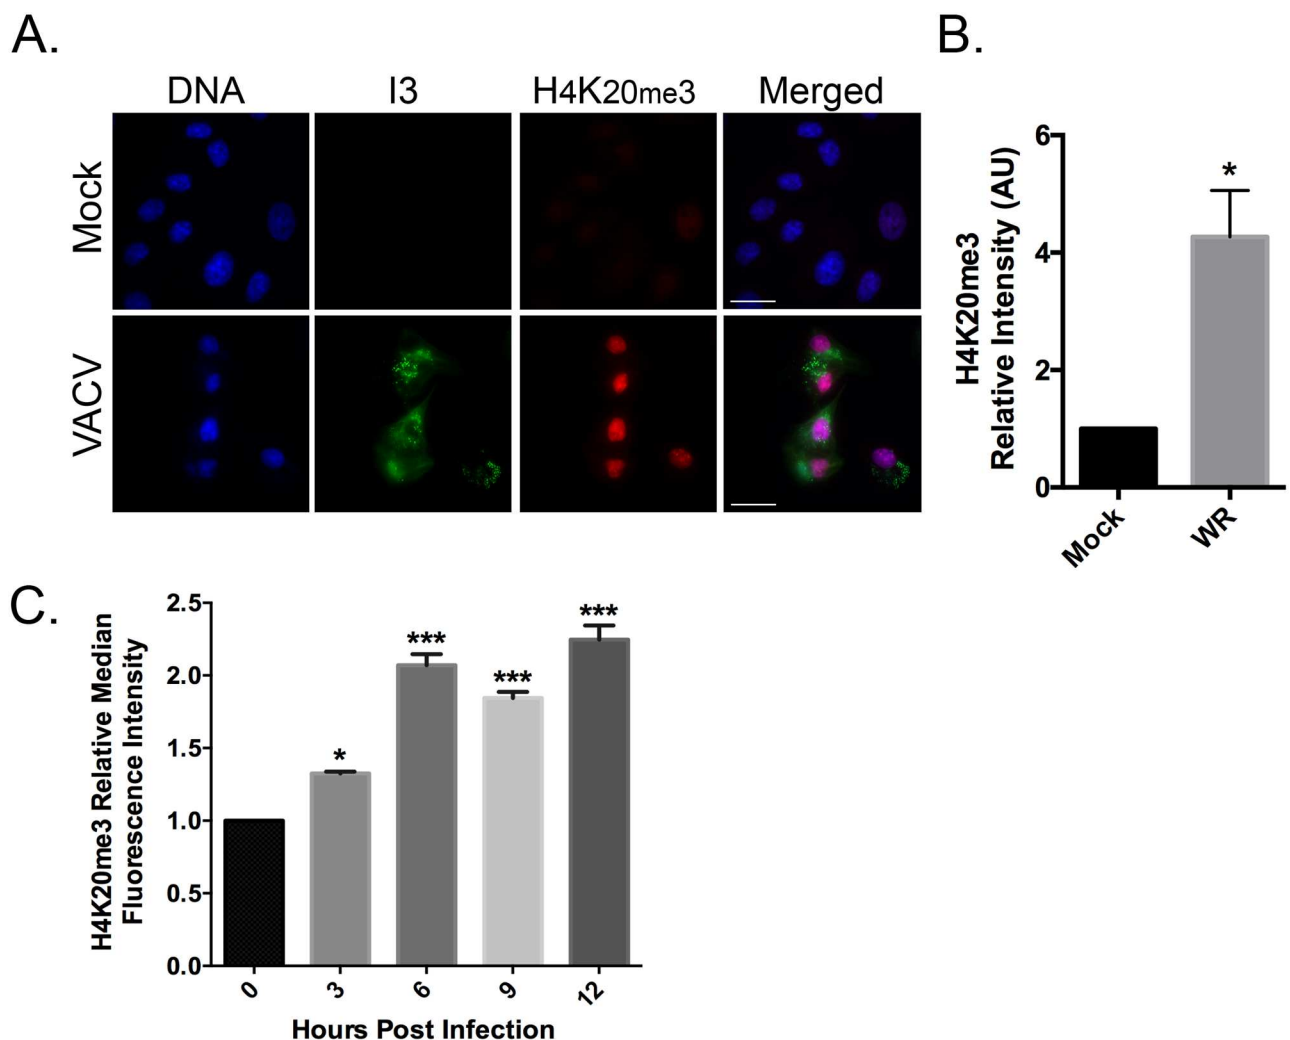 A.
DNA I3 H4K20me3 Merged
Mock
VACV
B.
H4K20me3
Relative Intensity (AU)
6
4
2
0
*
Mock
WR
C.
H4K20me3 Relative Median
Fluorescence Intensity
2.5
2.0
1.5
1.0
0.5
0.0
*
***
***
***
0 3 6 9 12
Hours Post Infection